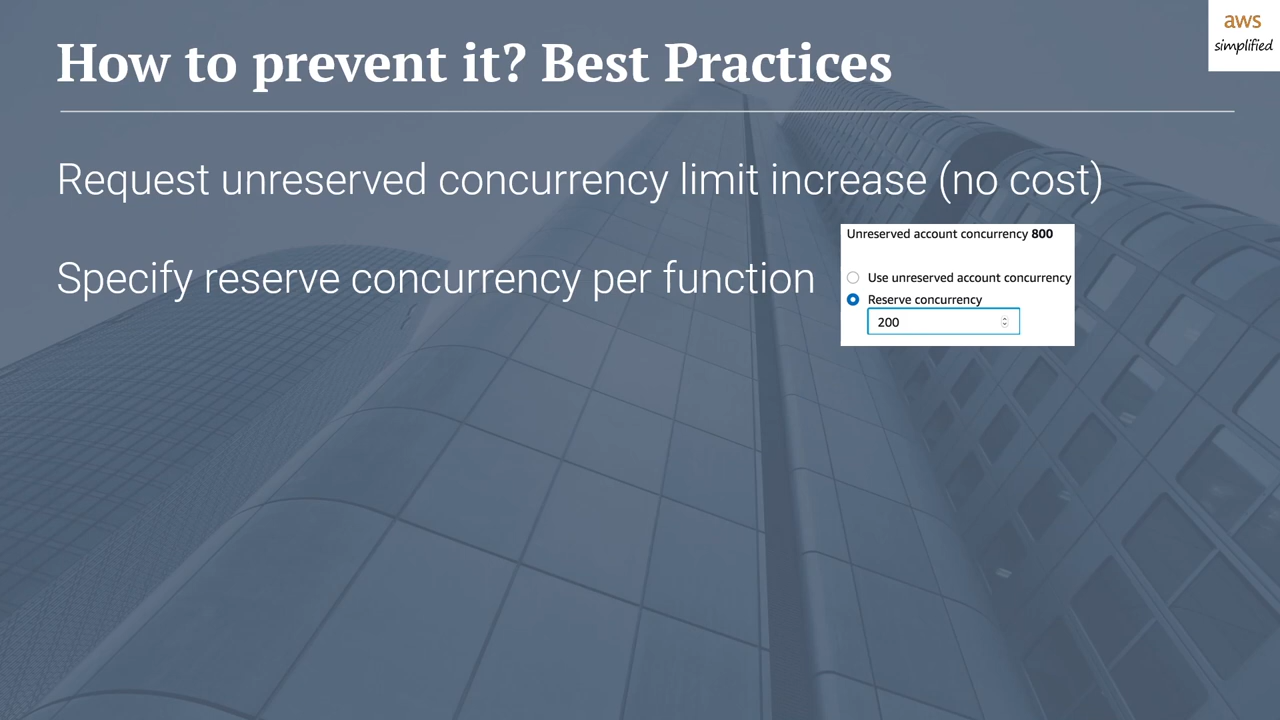 aws
simplified
How to prevent it? Best Practices
Request unreserved concurrency limit increase (no cost)
Specify reserve concurrency per function
Unreserved account concurrency 800
Use unreserved account concurrency
Reserve concurrency
200